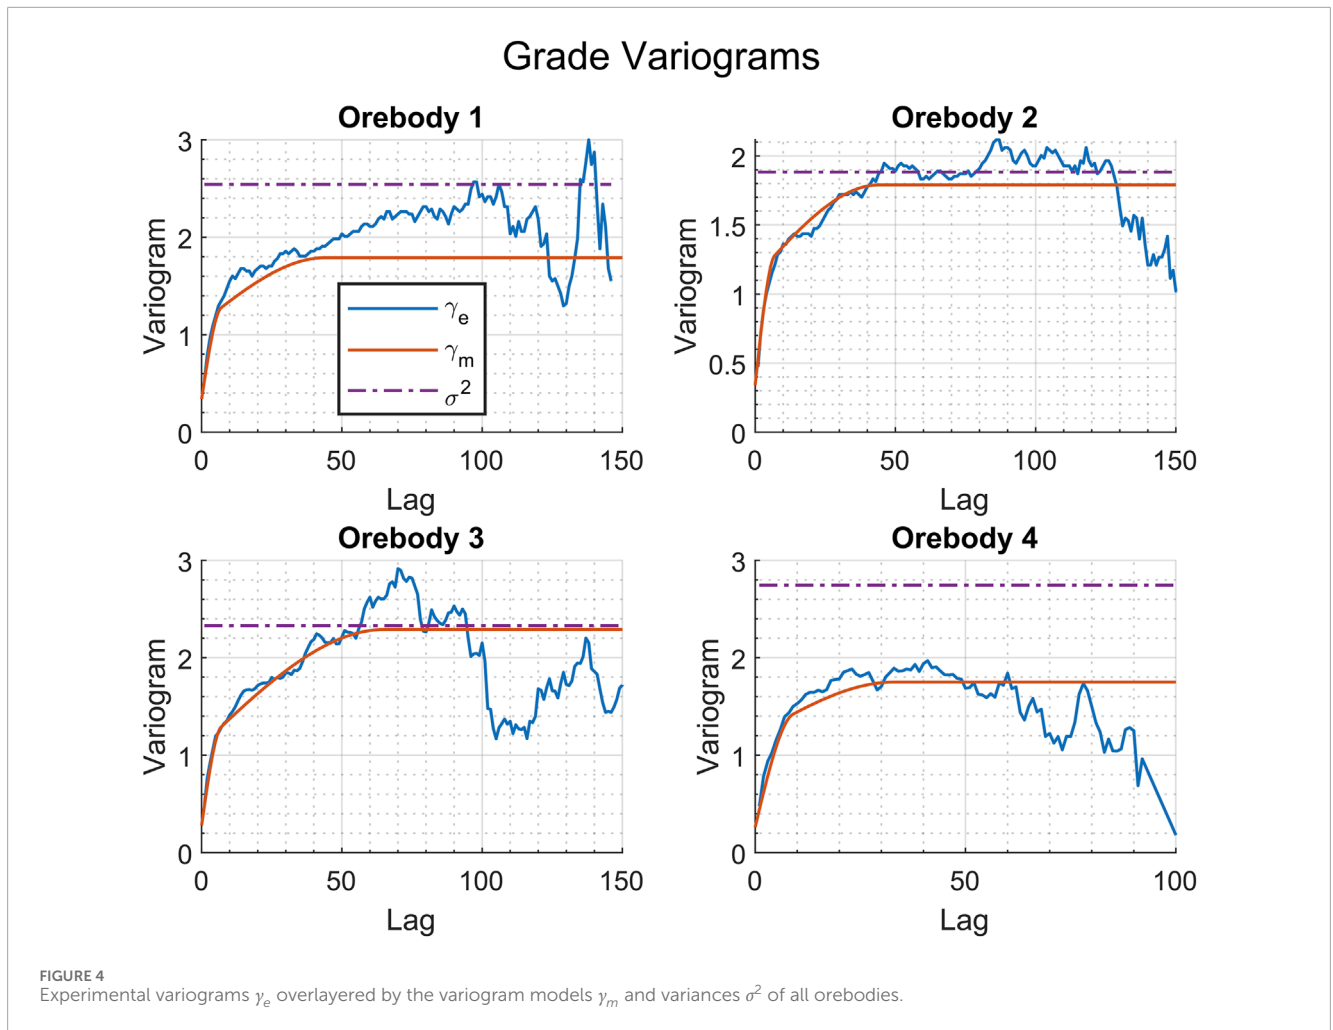 Grade Variograms
Orebody 1
3
2
1
0
Variogram
γe
γm
σ2
0 50 100 150
Lag
Orebody 2
2
1.5
1
0.5
0
Variogram
0 50 100 150
Lag
Orebody 3
3
2
1
0
Variogram
0 50 100 150
Lag
Orebody 4
3
2
1
0
Variogram
0 50 100
Lag
FIGURE 4
Experimental variograms γe overlayered by the variogram models γm and variances σ2 of all orebodies.